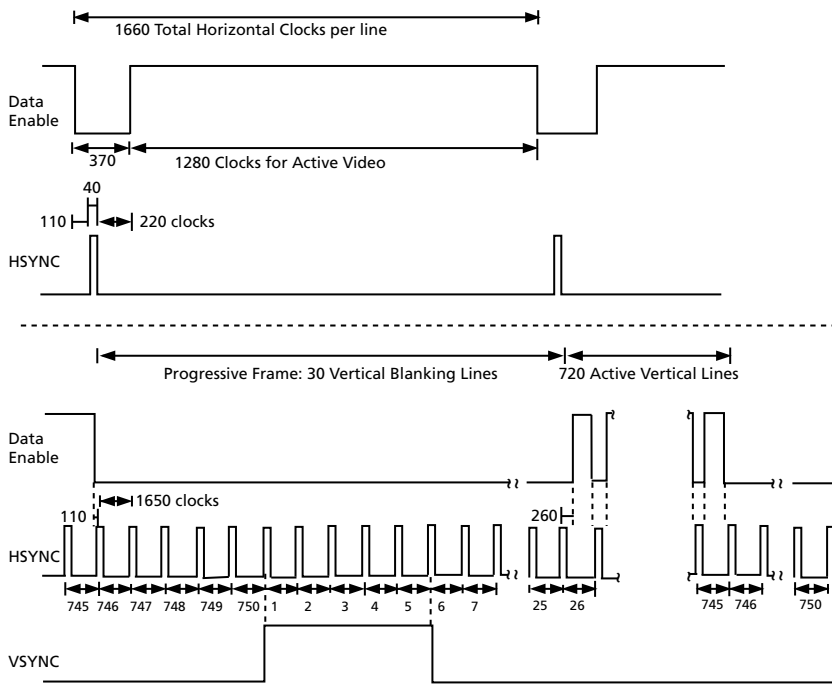 1660 Total Horizontal Clocks per line
Data
Enable
370
1280 Clocks for Active Video
40
110
220 clocks
HSYNC
Progressive Frame: 30 Vertical Blanking Lines
720 Active Vertical Lines
Data
Enable
1650 clocks
110
260
HSYNC
745 746 747 748 749 750 1 2 3 4 5 6 7 25 26 745 746 750
VSYNC